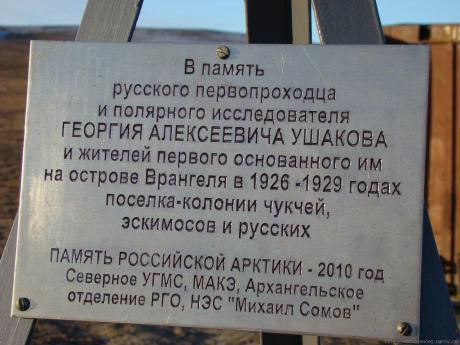 В память
русского первопроходца
и полярного исследователя
ГЕОРГИЯ АЛЕКСЕЕВИЧА УШАКОВА
и жителей первого основанного им
на острове Врангеля в 1926 -1929 годах
поселка-колонии чукчей,
эскимосов и русских
ПАМЯТЬ РОССИЙСКОЙ АРКТИКИ - 2010 год
Северное УГМС, МАКЭ, Архангельское
отделение РГО, НЭС "Михаил Сомов"